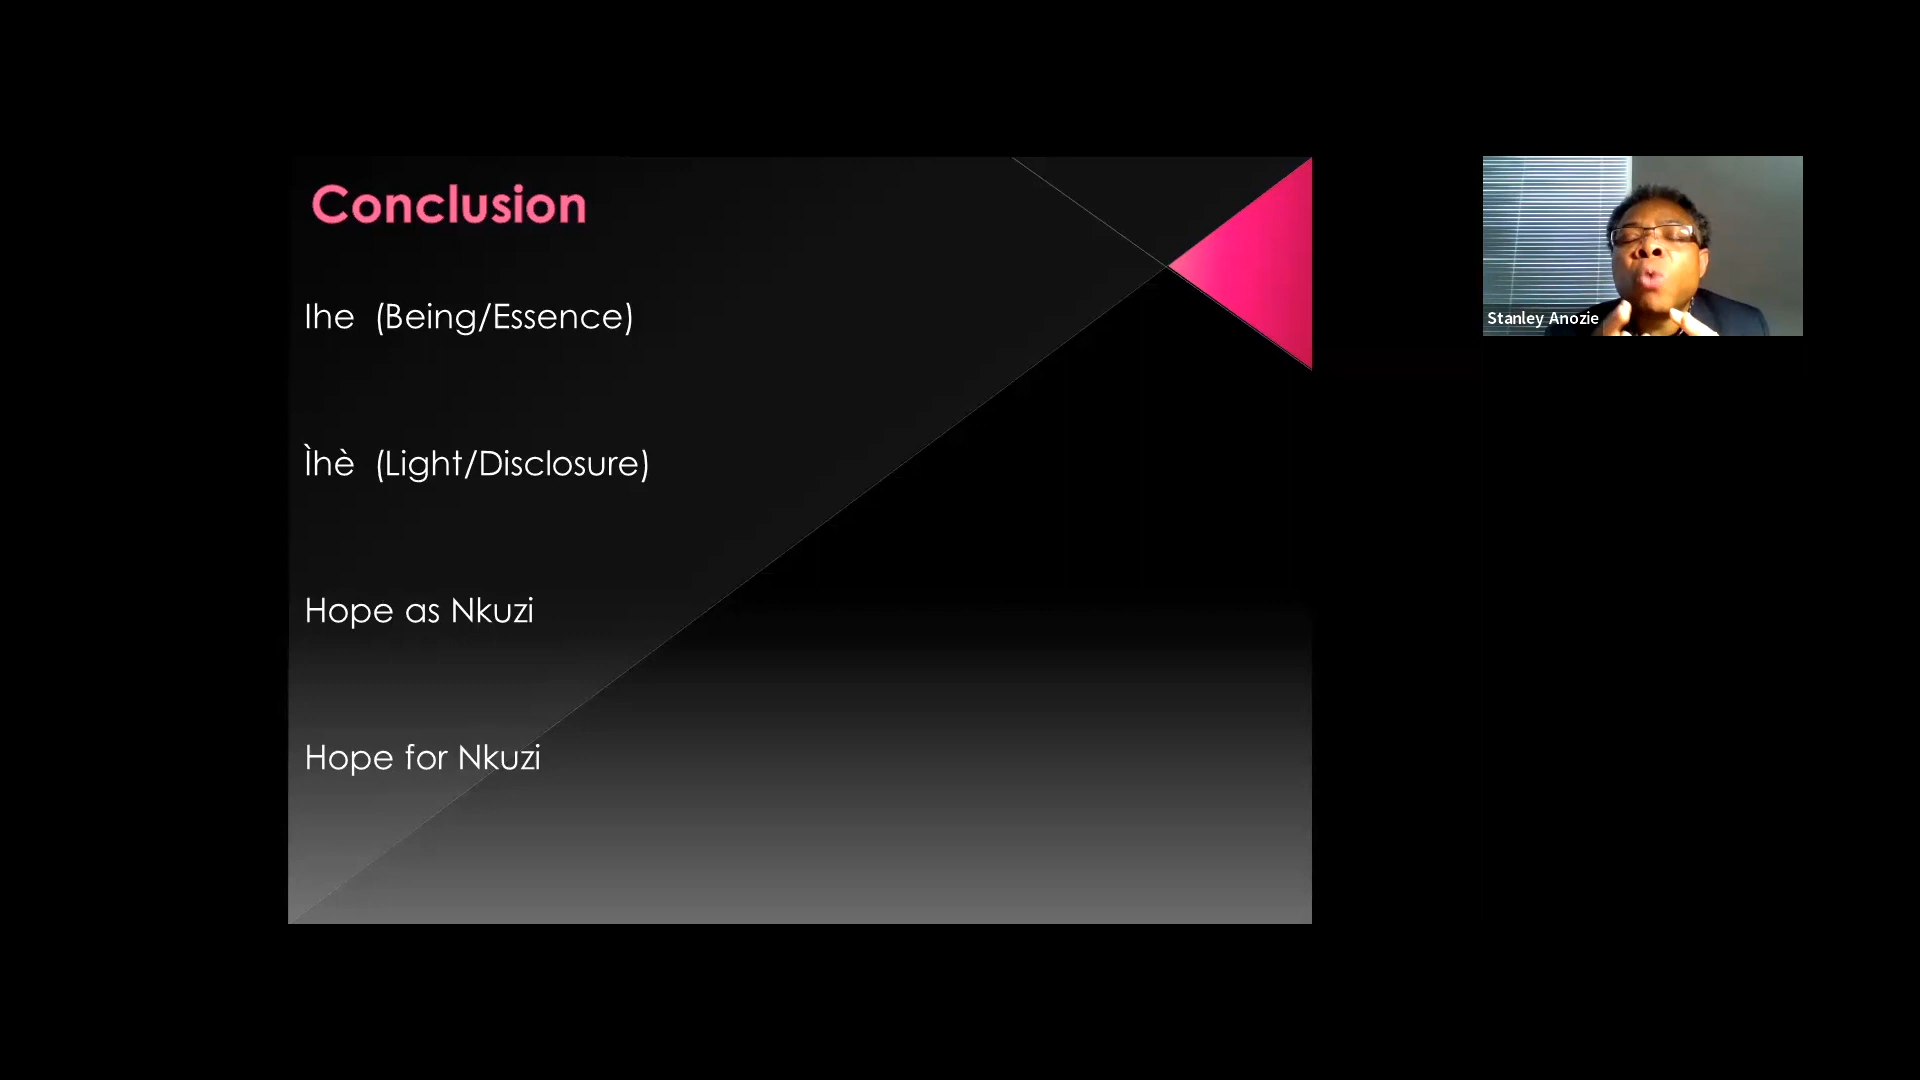 Conclusion
Ihe (Being/Essence)
Ìhè (Light/Disclosure)
Hope as Nkuzi
Hope for Nkuzi
Stanley Anozie